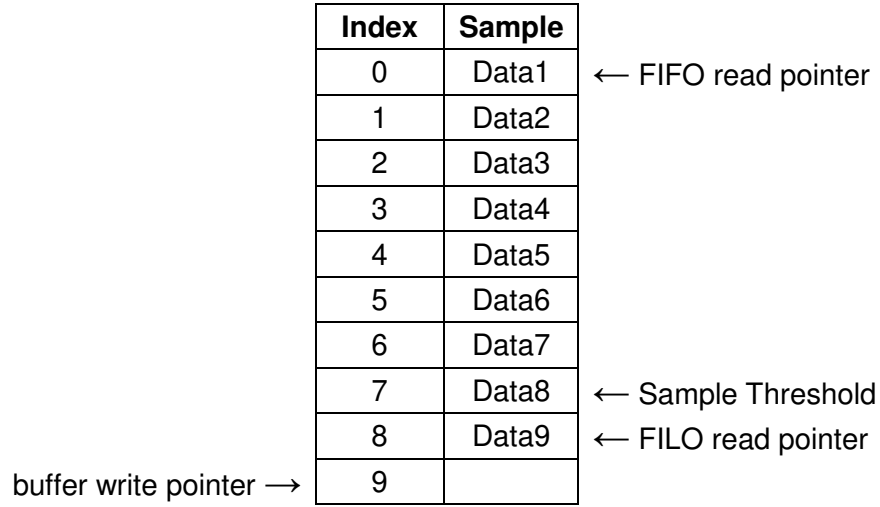 Index Sample
0 Data1 ← FIFO read pointer
1 Data2
2 Data3
3 Data4
4 Data5
5 Data6
6 Data7
7 Data8 ← Sample Threshold
8 Data9 ← FILO read pointer
buffer write pointer → 9